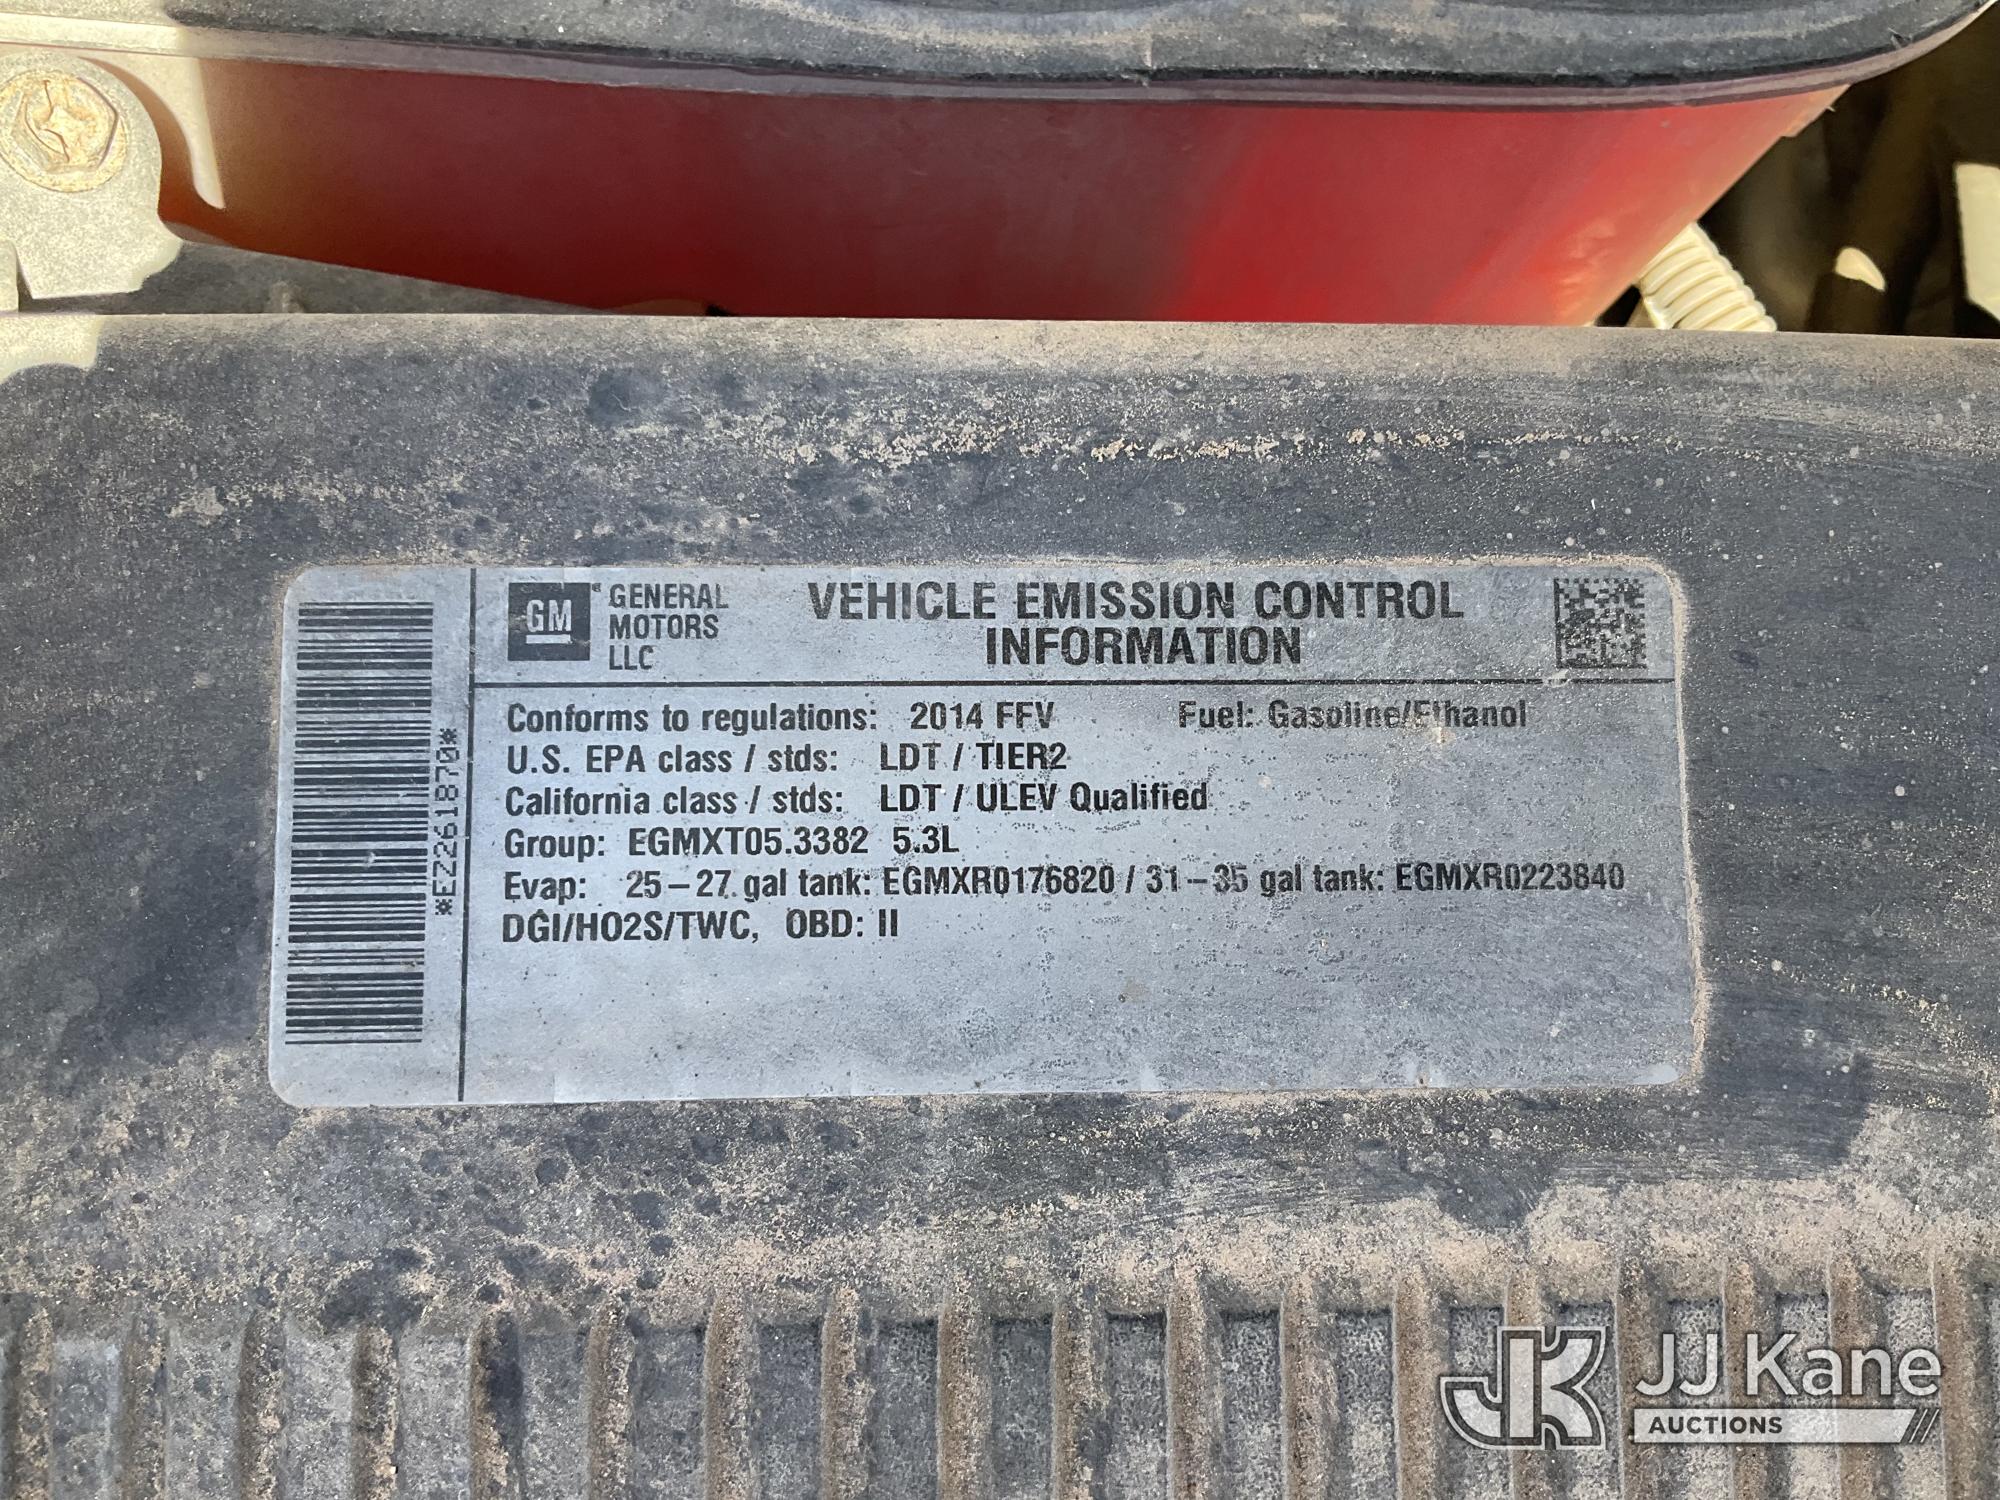 GM GENERAL MOTORS LLC
VEHICLE EMISSION CONTROL
INFORMATION
Conforms to regulations: 2014 FFV Fuel: Gasoline/Ethanol
U.S. EPA class / stds: LDT / TIER2
California class / stds: LDT / ULEV Qualified
Group: EGMXT05.3382 5.3L
Evap: 25-27 gal tank: EGMXR0176820 / 31-35 gal tank: EGMXR0223840
DGI/HO2S/TWC, OBD: II
*EZ2261870*
JK JJ Kane
AUCTIONS